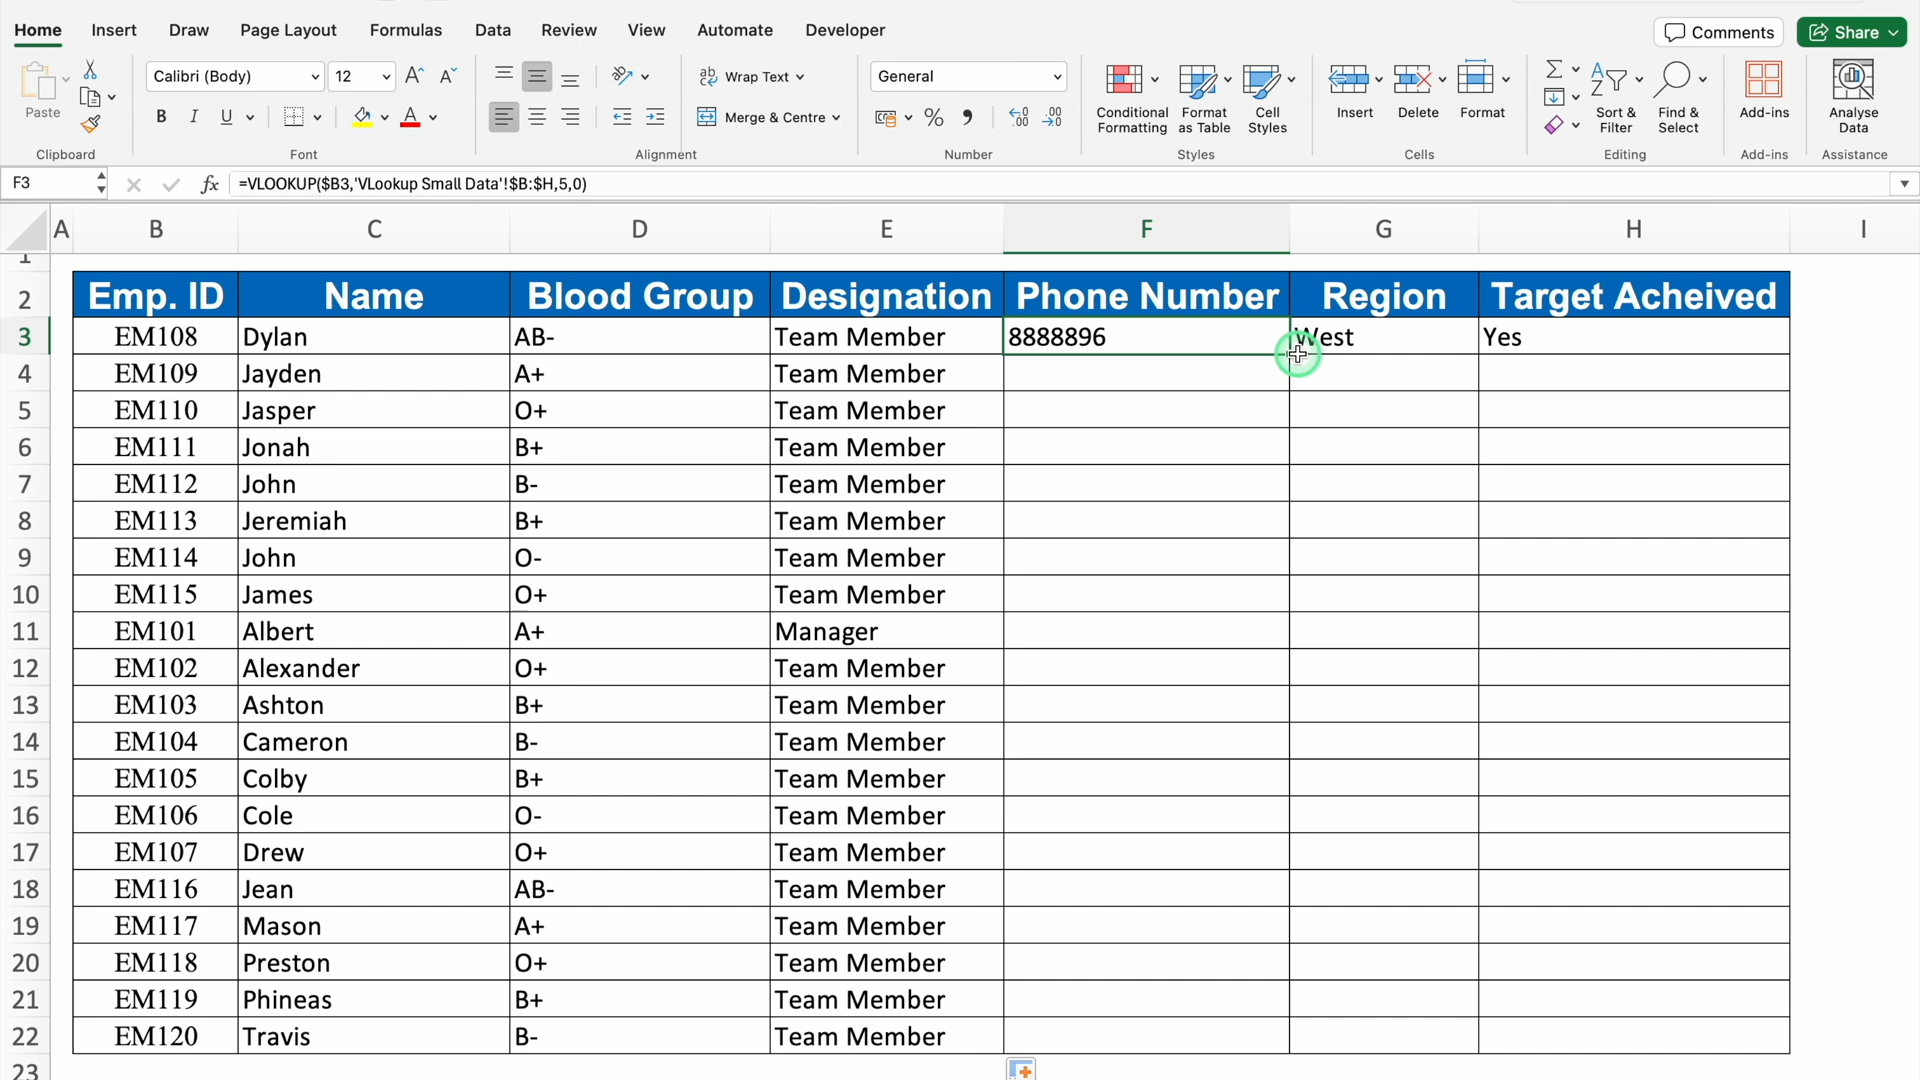 Home Insert Draw Page Layout Formulas Data Review View Automate Developer Comments Share
Calibri (Body) 12 A^ A˅ ab Wrap Text General
Paste B I U A Merge & Centre % , Conditional Formatting Format as Table Cell Styles Insert Delete Format Σ Sort & Filter Find & Select Add-ins Analyse Data
Clipboard Font Alignment Number Styles Cells Editing Add-ins Assistance
F3 fx =VLOOKUP($B3,'VLookup Small Data'!$B:$H,5,0)
A B C D E F G H I
1
2 Emp. ID Name Blood Group Designation Phone Number Region Target Acheived
3 EM108 Dylan AB- Team Member 8888896 West Yes
4 EM109 Jayden A+ Team Member
5 EM110 Jasper O+ Team Member
6 EM111 Jonah B+ Team Member
7 EM112 John B- Team Member
8 EM113 Jeremiah B+ Team Member
9 EM114 John O- Team Member
10 EM115 James O+ Team Member
11 EM101 Albert A+ Manager
12 EM102 Alexander O+ Team Member
13 EM103 Ashton B+ Team Member
14 EM104 Cameron B- Team Member
15 EM105 Colby B+ Team Member
16 EM106 Cole O- Team Member
17 EM107 Drew O+ Team Member
18 EM116 Jean AB- Team Member
19 EM117 Mason A+ Team Member
20 EM118 Preston O+ Team Member
21 EM119 Phineas B+ Team Member
22 EM120 Travis B- Team Member
23